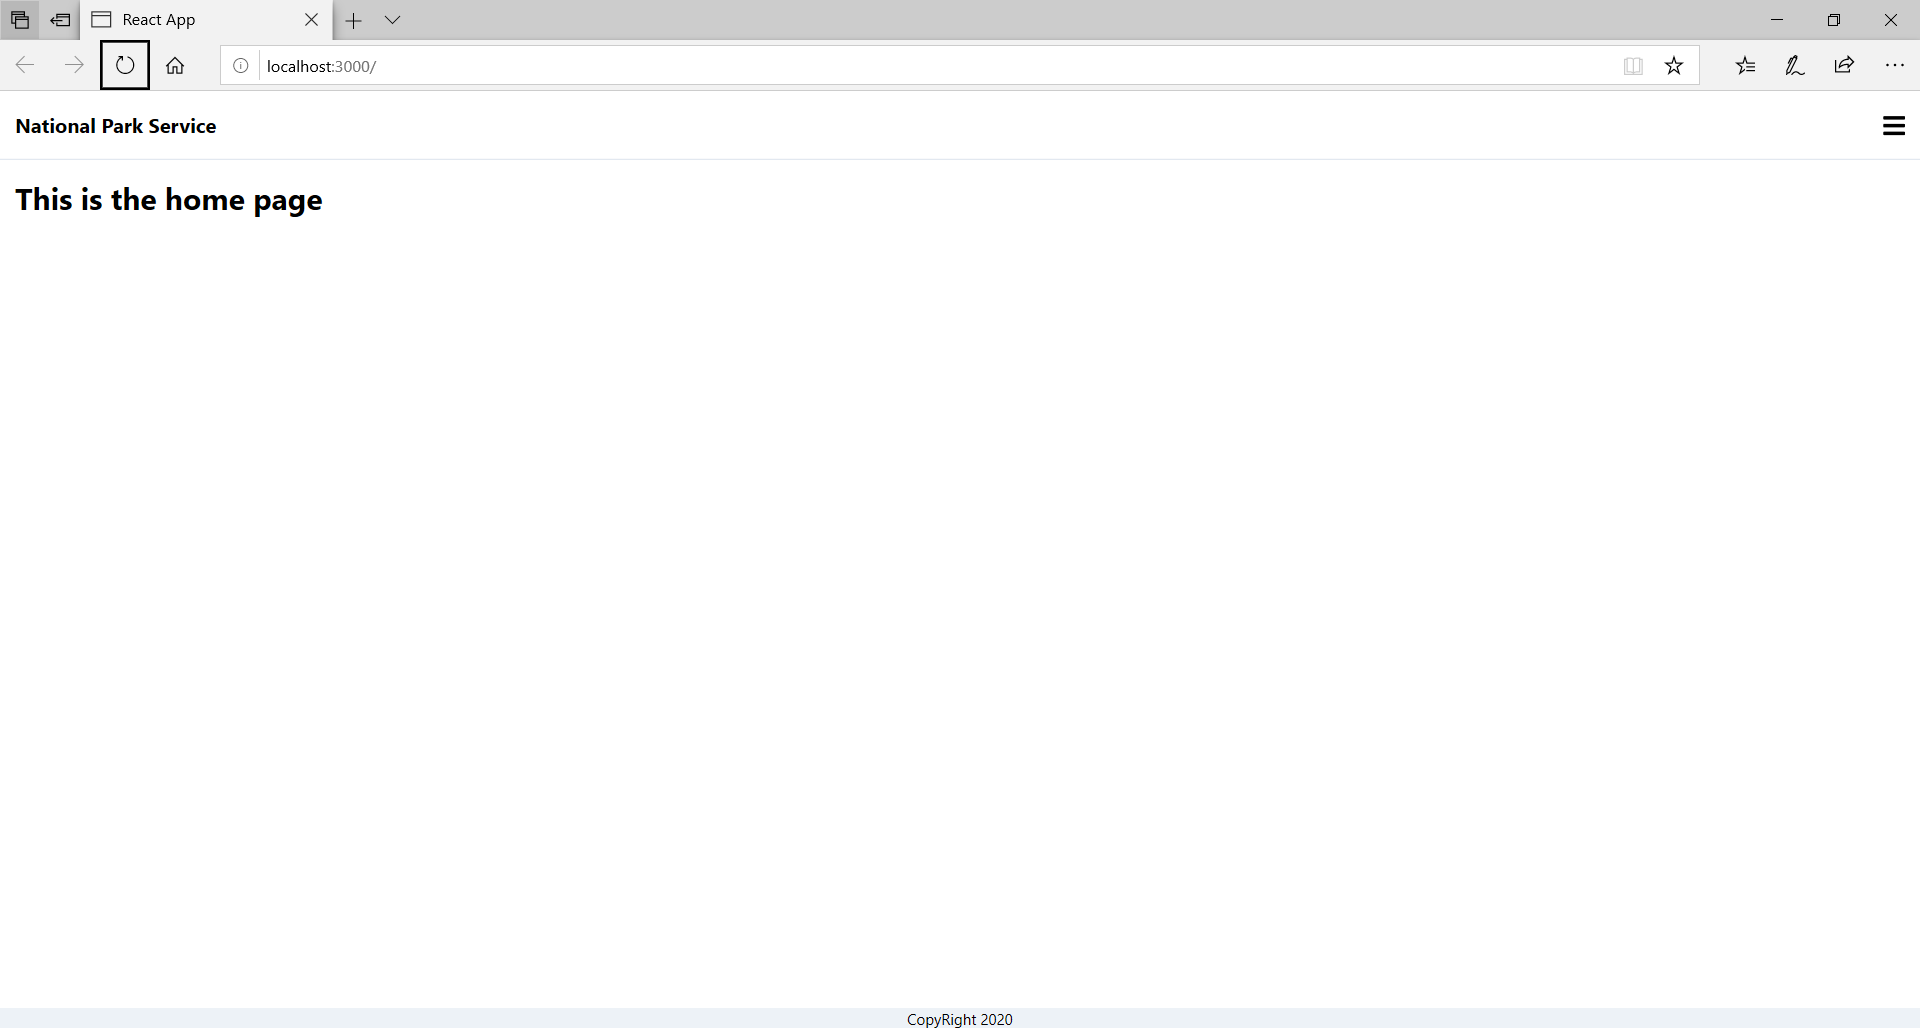 React App
localhost:3000/
National Park Service
This is the home page
CopyRight 2020